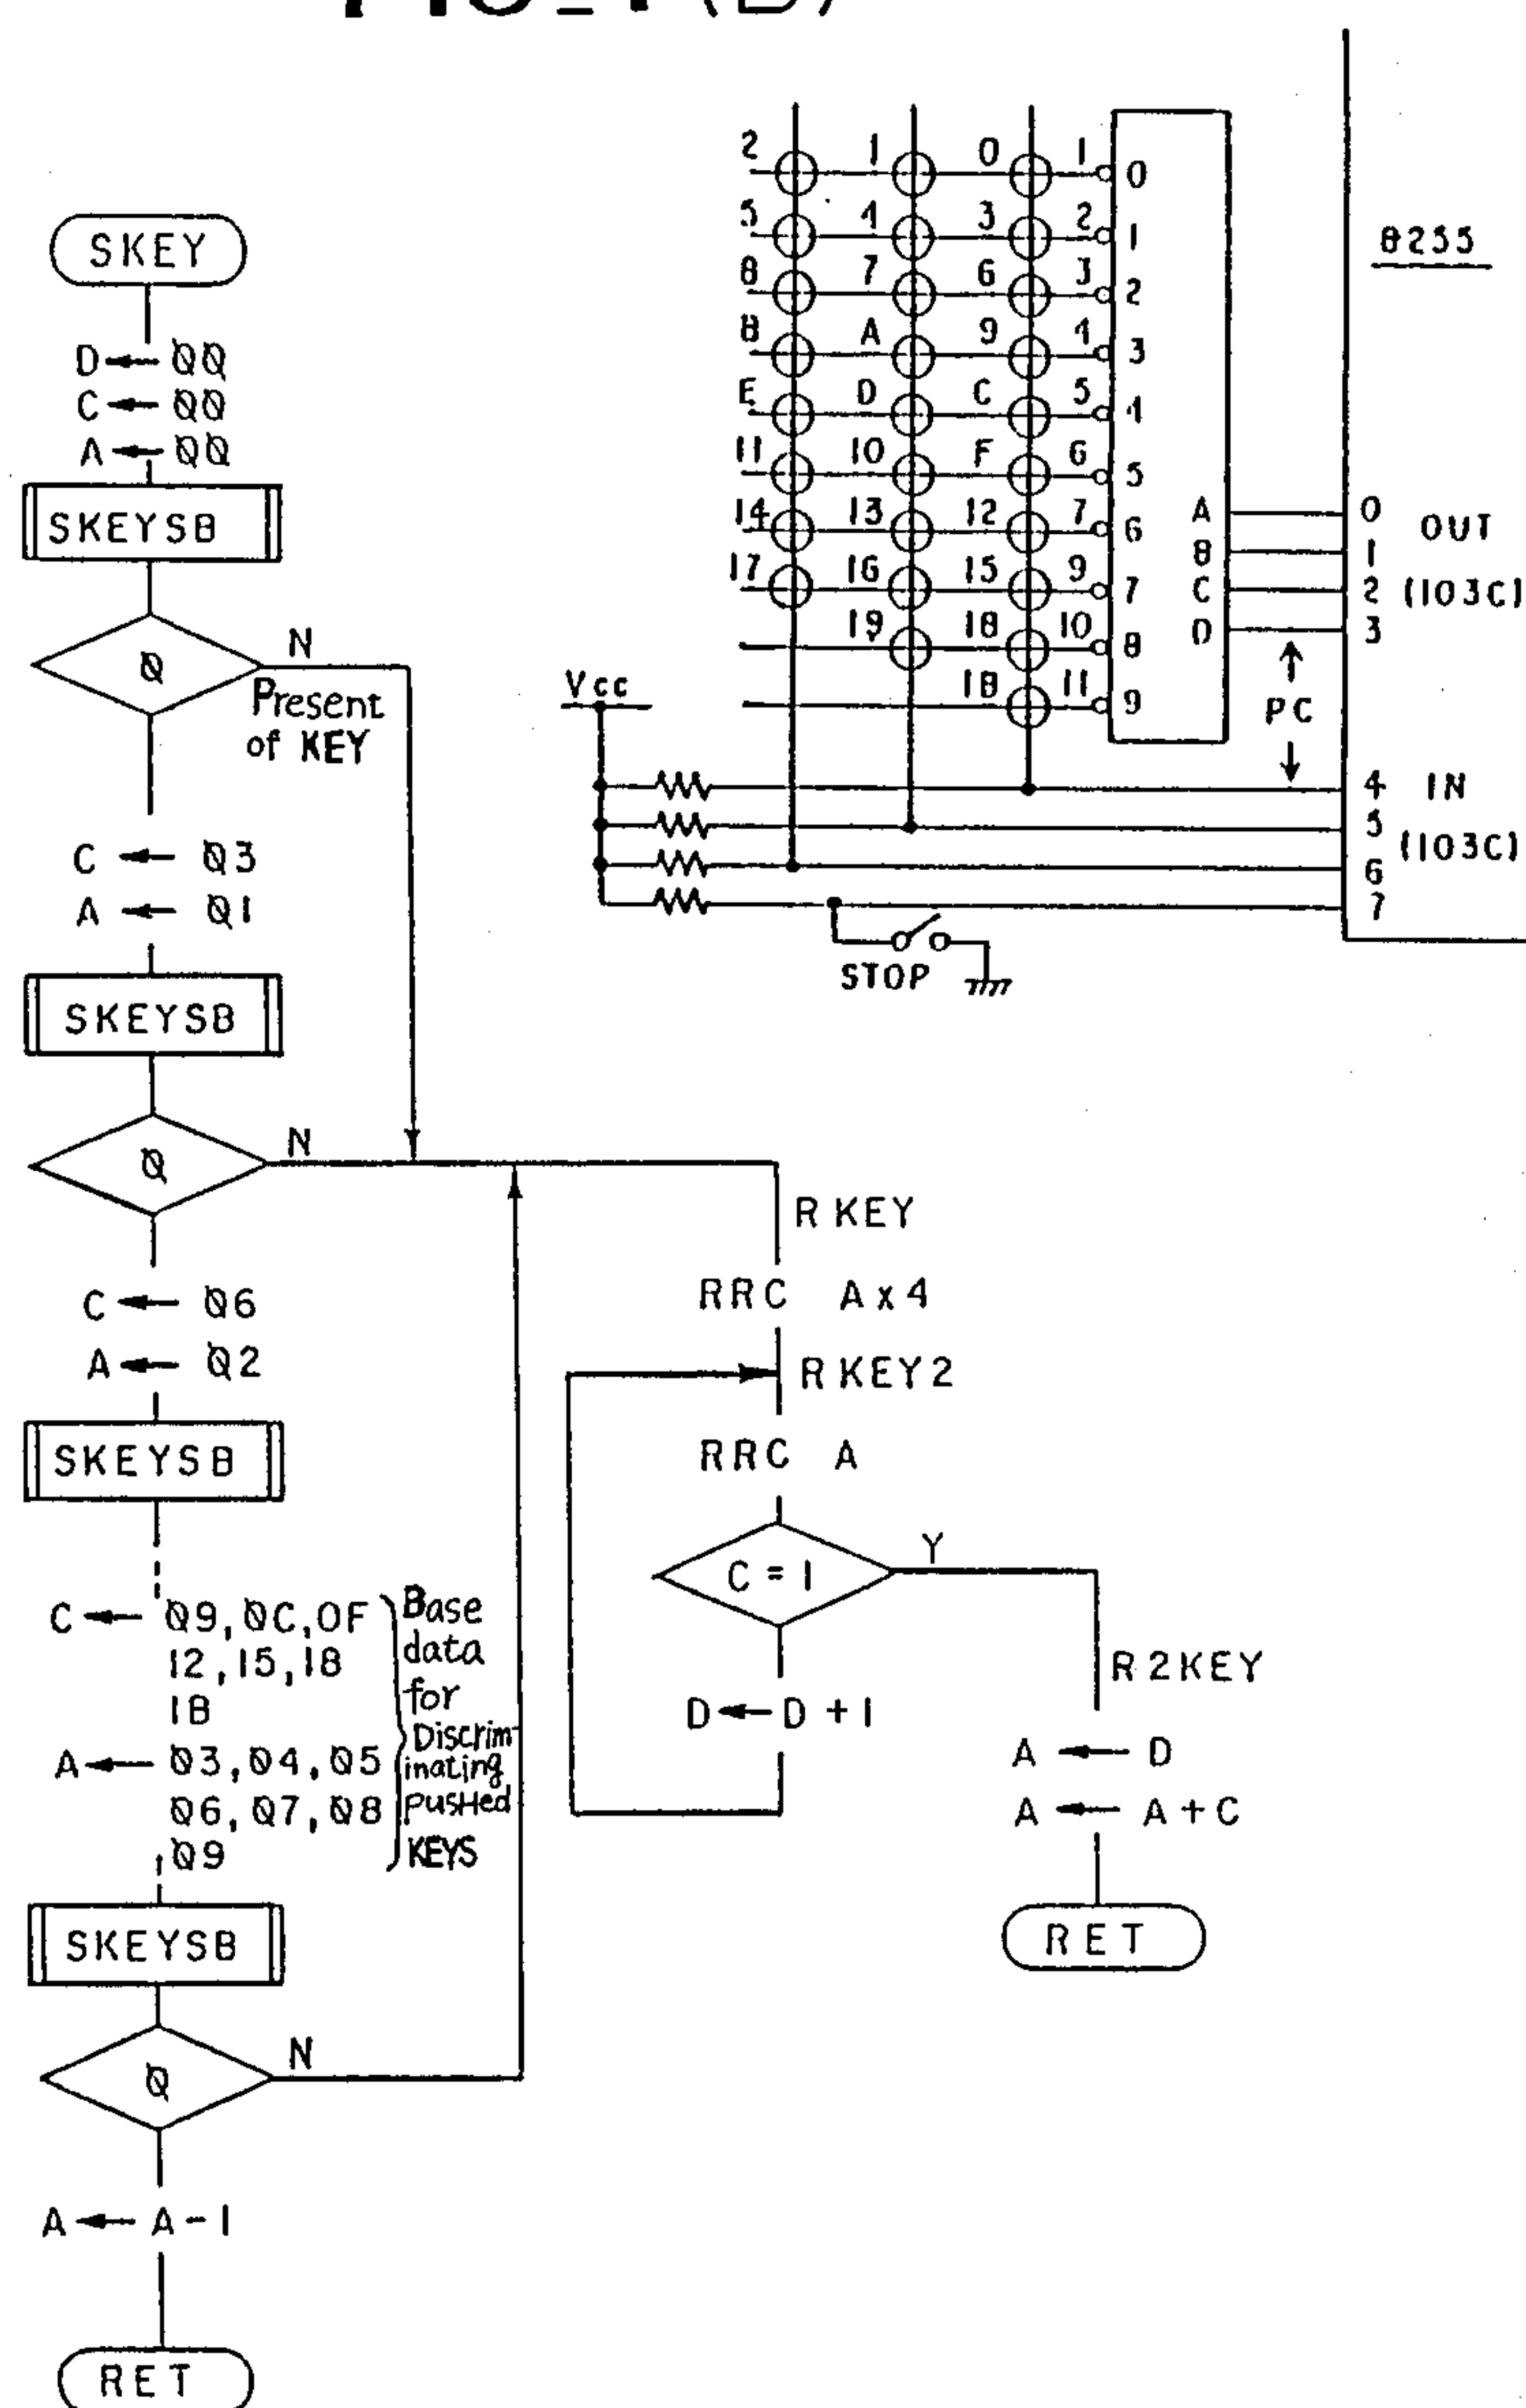 SKEY
D ← 00
C ← 00
A ← 00
SKEYSB
0
N
Present
of KEY
C ← 03
A ← 01
SKEYSB
0
N
C ← 06
A ← 02
SKEYSB
C ← 09, 0C, 0F
12, 15, 18
1B
A ← 03, 04, 05
06, 07, 08
09
Base
data
for
Discrim-
inating
pusHed
KEYS
SKEYSB
0
N
A ← A - 1
RET
RKEY
RRC A x 4
RKEY2
RRC A
C = 1
Y
D ← D + 1
R2KEY
A ← D
A ← A + C
RET
2 1 0 1 0
5 4 3 2 1
8 7 6 3 2
B A 9 4 3
E D C 5 4
11 10 F 6 5
14 13 12 7 6
17 16 15 9 7
19 18 10 8
1B 11 9
A
B
C
D
8255
0
1
2
3
OUT
(103C)
PC
4
5
6
7
IN
(103C)
Vcc
STOP